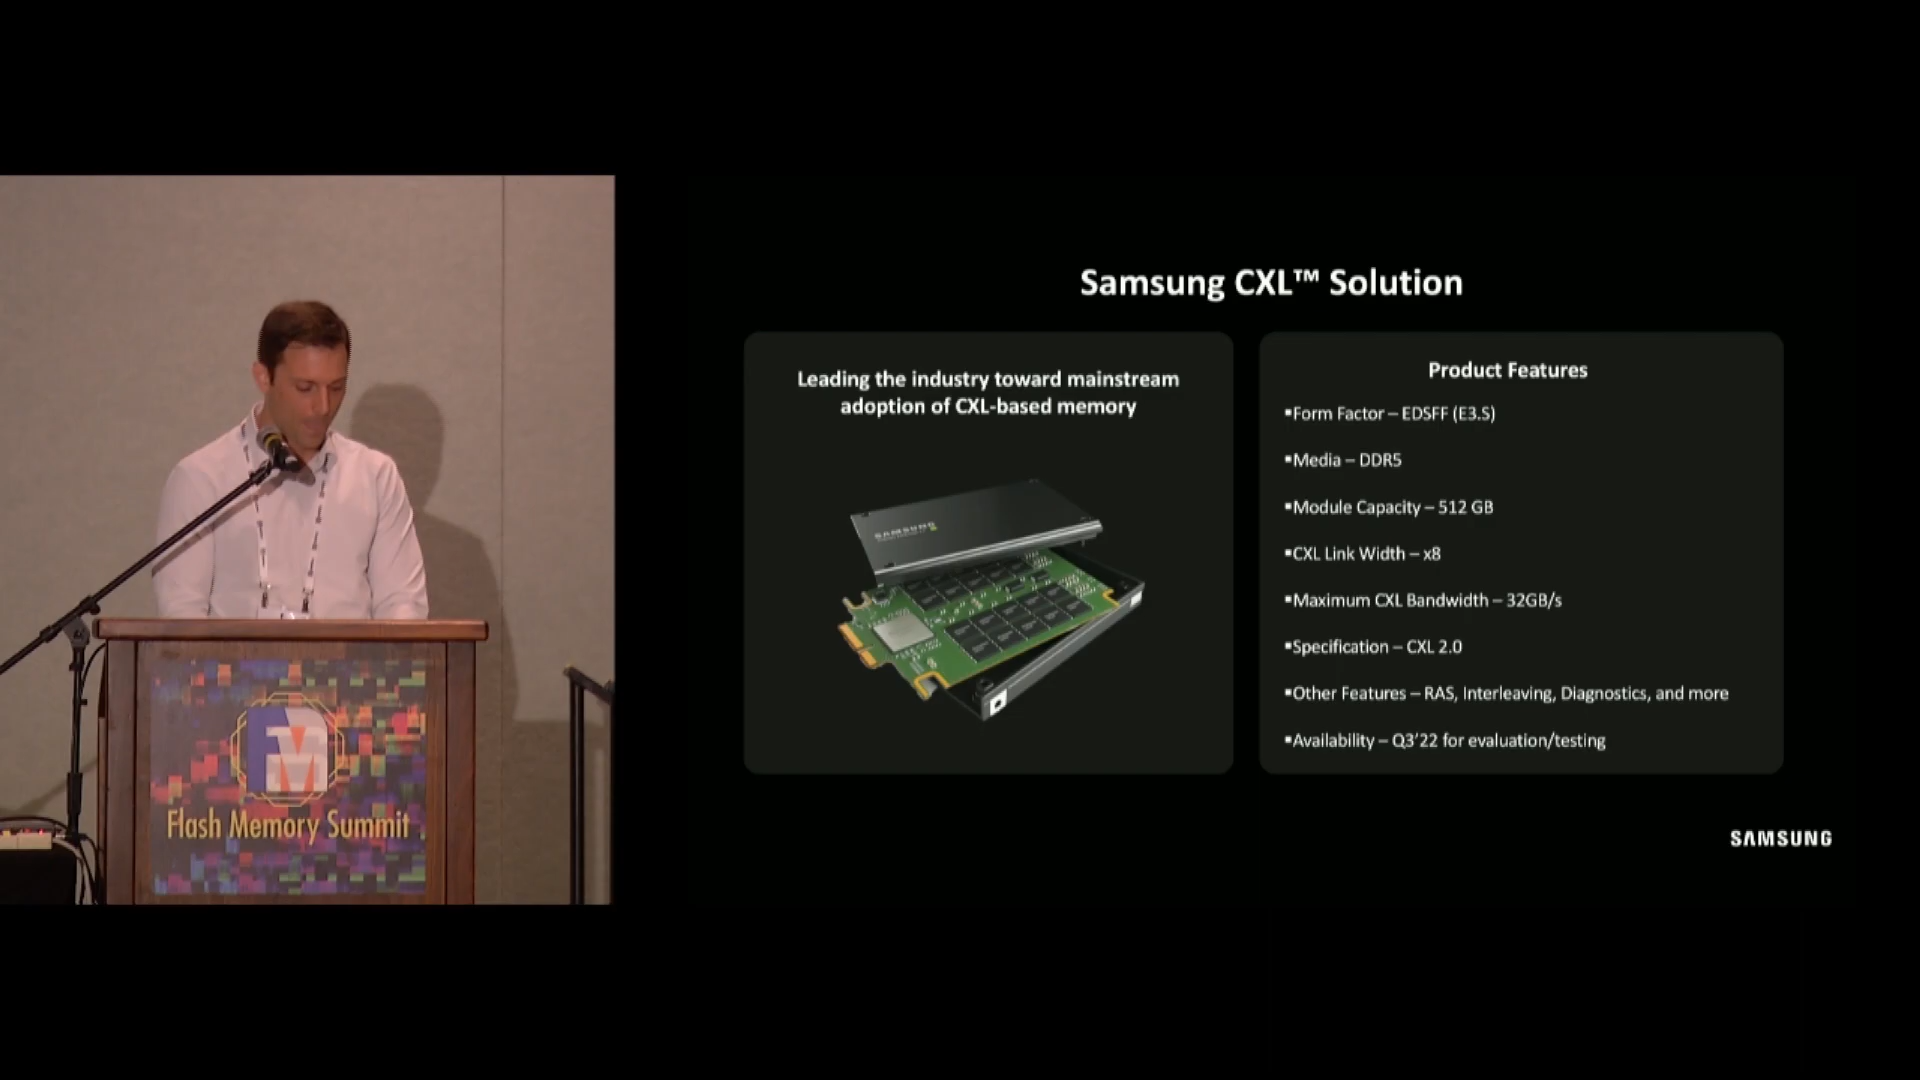 Samsung CXL™ Solution
Leading the industry toward mainstream
adoption of CXL-based memory
SAMSUNG
Product Features
▪Form Factor – EDSFF (E3.S)
▪Media – DDR5
▪Module Capacity – 512 GB
▪CXL Link Width – x8
▪Maximum CXL Bandwidth – 32GB/s
▪Specification – CXL 2.0
▪Other Features – RAS, Interleaving, Diagnostics, and more
▪Availability – Q3'22 for evaluation/testing
SAMSUNG
FM
Flash Memory Summit